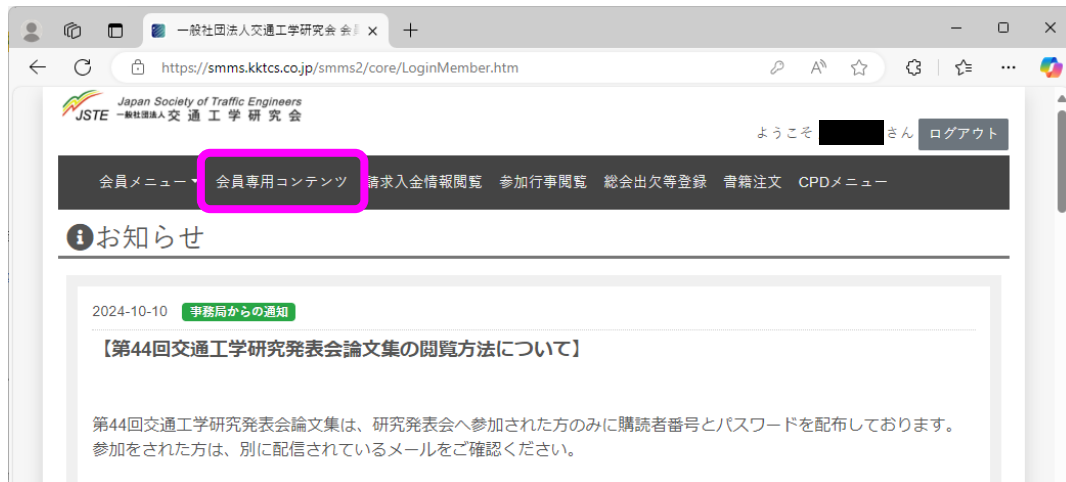 一般社団法人交通工学研究会 会
https://smms.kktcs.co.jp/smms2/core/LoginMember.htm
Japan Society of Traffic Engineers
JSTE 一般社団法人交通工学研究会
ようこそ さん ログアウト
会員メニュー 会員専用コンテンツ 請求入金情報閲覧 参加行事閲覧 総会出欠等登録 書籍注文 CPDメニュー
お知らせ
2024-10-10 事務局からの通知
【第44回交通工学研究発表会論文集の閲覧方法について】
第44回交通工学研究発表会論文集は、研究発表会へ参加された方のみに購読者番号とパスワードを配布しております。
参加をされた方は、別に配信されているメールをご確認ください。